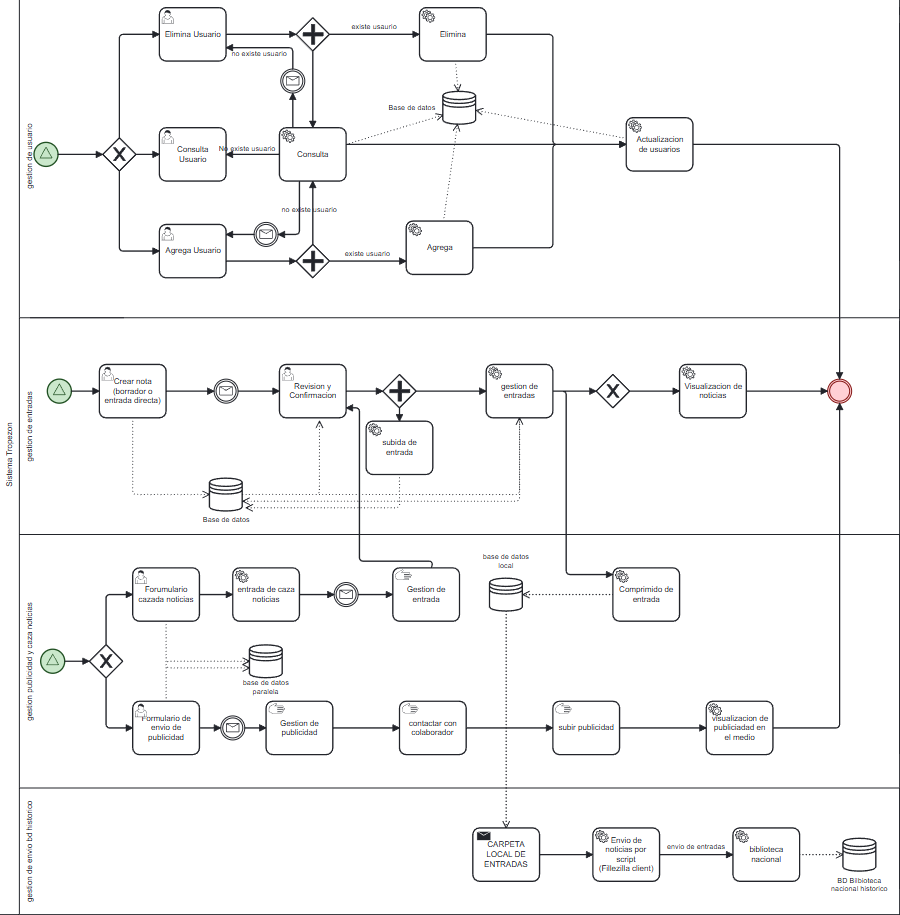 Sistema Tropezon
gestion de usuario
Elimina Usuario
existe usaurio
Elimina
no existe usuario
Base de datos
Consulta
Usuario
No existe usuario
Consulta
Actualizacion
de usuarios
no existe usuario
Agrega Usuario
existe usuario
Agrega
gestion de entradas
Crear nota
(borrador o
entrada directa)
Revision y
Confirmacion
gestion de
entradas
Visualizacion de
noticias
subida de
entrada
Base de datos
gestion publicidad y caza noticias
Forumulario
cazada noticias
entrada de caza
noticias
Gestion de
entrada
base de datos
local
Comprimido de
entrada
base de datos
paralela
Formulario de
envio de
publicidad
Gestion de
publicidad
contactar con
colaborador
subir publicidad
visualizacion de
publiciadad en
el medio
gestion de envio bd historico
CARPETA
LOCAL DE
ENTRADAS
Envio de
noticias por
script
(Fillezilla client)
envio de entradas
biblioteca
nacional
BD Bilbioteca
nacional historico